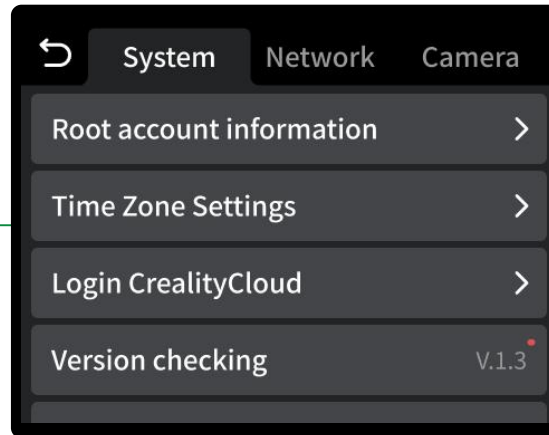 System Network Camera
Root account information
Time Zone Settings
Login CrealityCloud
Version checking V.1.3